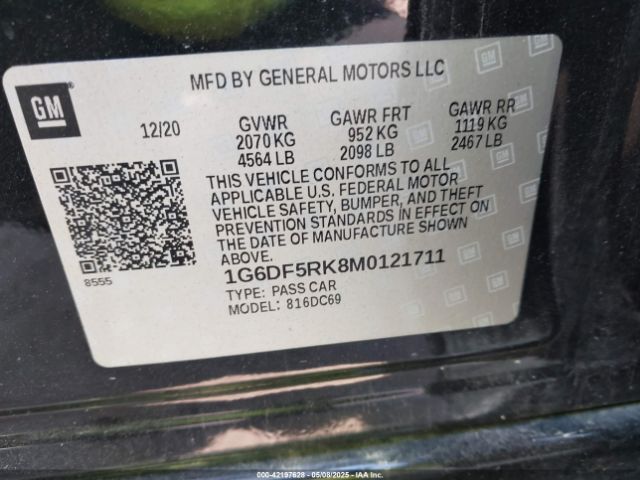 MFD BY GENERAL MOTORS LLC
GM
12/20
GVWR GAWR FRT GAWR RR
2070 KG 952 KG 1119 KG
4564 LB 2098 LB 2467 LB
THIS VEHICLE CONFORMS TO ALL
APPLICABLE U.S. FEDERAL MOTOR
VEHICLE SAFETY, BUMPER, AND THEFT
PREVENTION STANDARDS IN EFFECT ON
THE DATE OF MANUFACTURE SHOWN
ABOVE.
8555
1G6DF5RK8M0121711
TYPE: PASS CAR
MODEL: 816DC69
000-42197628 - 05/08/2025 - IAA Inc.